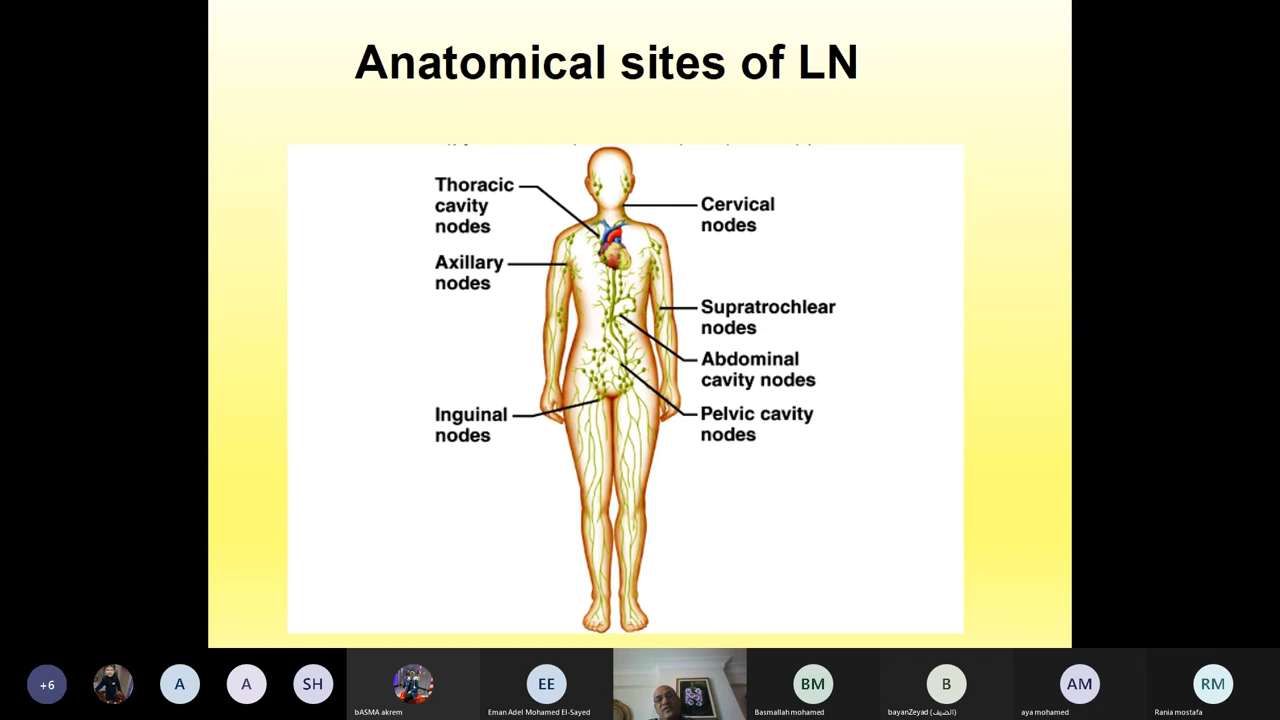 Anatomical sites of LN
Thoracic
cavity
nodes
Axillary
nodes
Inguinal
nodes
Cervical
nodes
Supratrochlear
nodes
Abdominal
cavity nodes
Pelvic cavity
nodes
+6
A
A
SH
bASMA akrem
EE
Eman Adel Mohamed El-Sayed
BM
Basmallah mohamed
B
bayanZeyad (الضيف)
AM
aya mohamed
RM
Rania mostafa